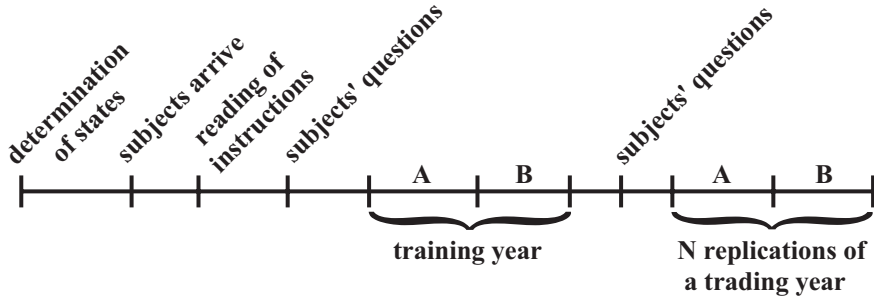 determination
of states
subjects arrive
reading of
instructions
subjects' questions
A
B
training year
subjects' questions
A
B
N replications of
a trading year